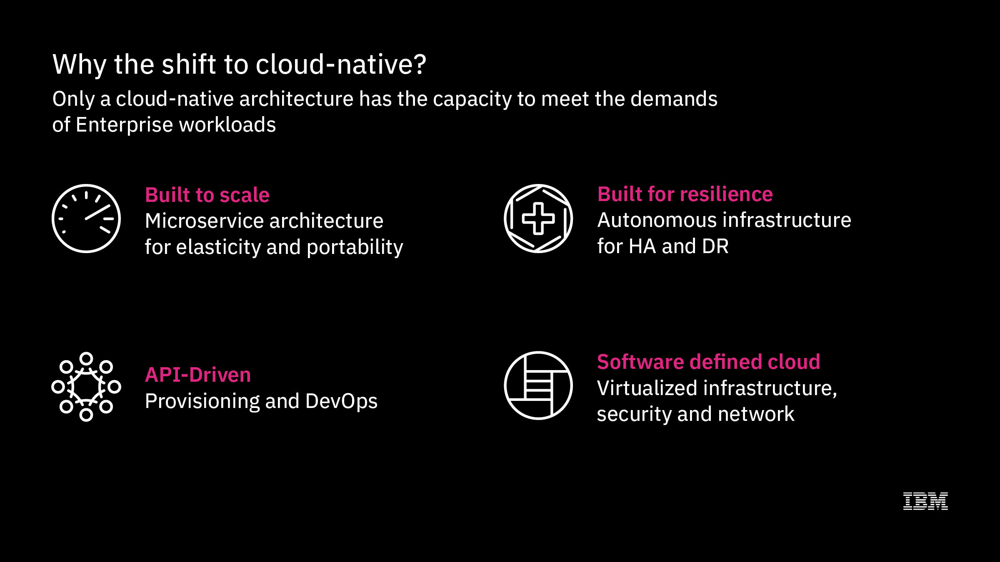 Why the shift to cloud-native?
Only a cloud-native architecture has the capacity to meet the demands
of Enterprise workloads
Built to scale
Microservice architecture
for elasticity and portability
Built for resilience
Autonomous infrastructure
for HA and DR
API-Driven
Provisioning and DevOps
Software defined cloud
Virtualized infrastructure,
security and network
IBM